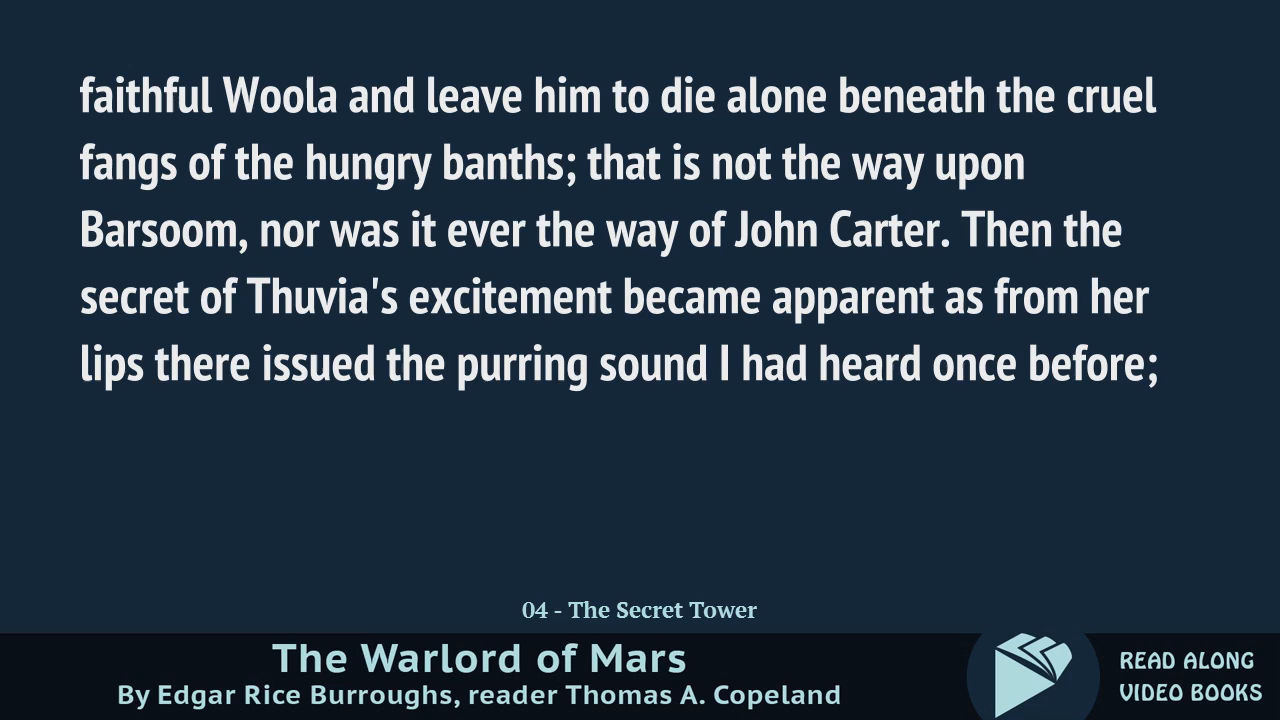 faithful Woola and leave him to die alone beneath the cruel
fangs of the hungry banths; that is not the way upon
Barsoom, nor was it ever the way of John Carter. Then the
secret of Thuvia's excitement became apparent as from her
lips there issued the purring sound I had heard once before;
04 - The Secret Tower
The Warlord of Mars
By Edgar Rice Burroughs, reader Thomas A. Copeland
READ ALONG
VIDEO BOOKS